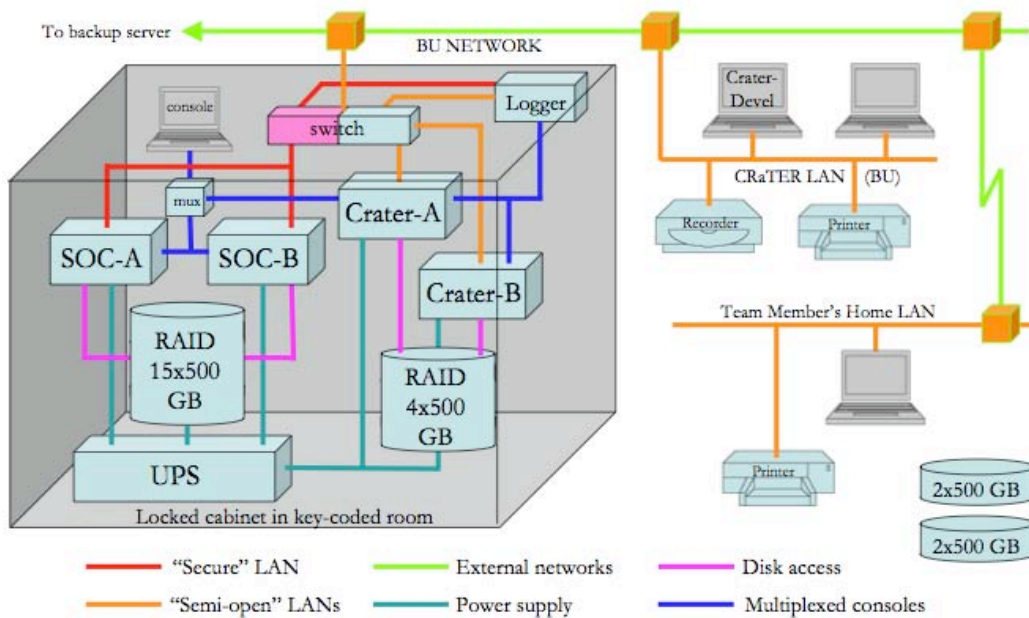 To backup server
BU NETWORK
console
switch
Logger
Crater-
Devel
mux
Crater-A
CRaTER LAN (BU)
SOC-A
SOC-B
Recorder
Printer
Crater-B
RAID
15x500
GB
Team Member's Home LAN
RAID
4x500
GB
UPS
Printer
2x500 GB
2x500 GB
Locked cabinet in key-coded room
“Secure” LAN
External networks
Disk access
“Semi-open” LANs
Power supply
Multiplexed consoles